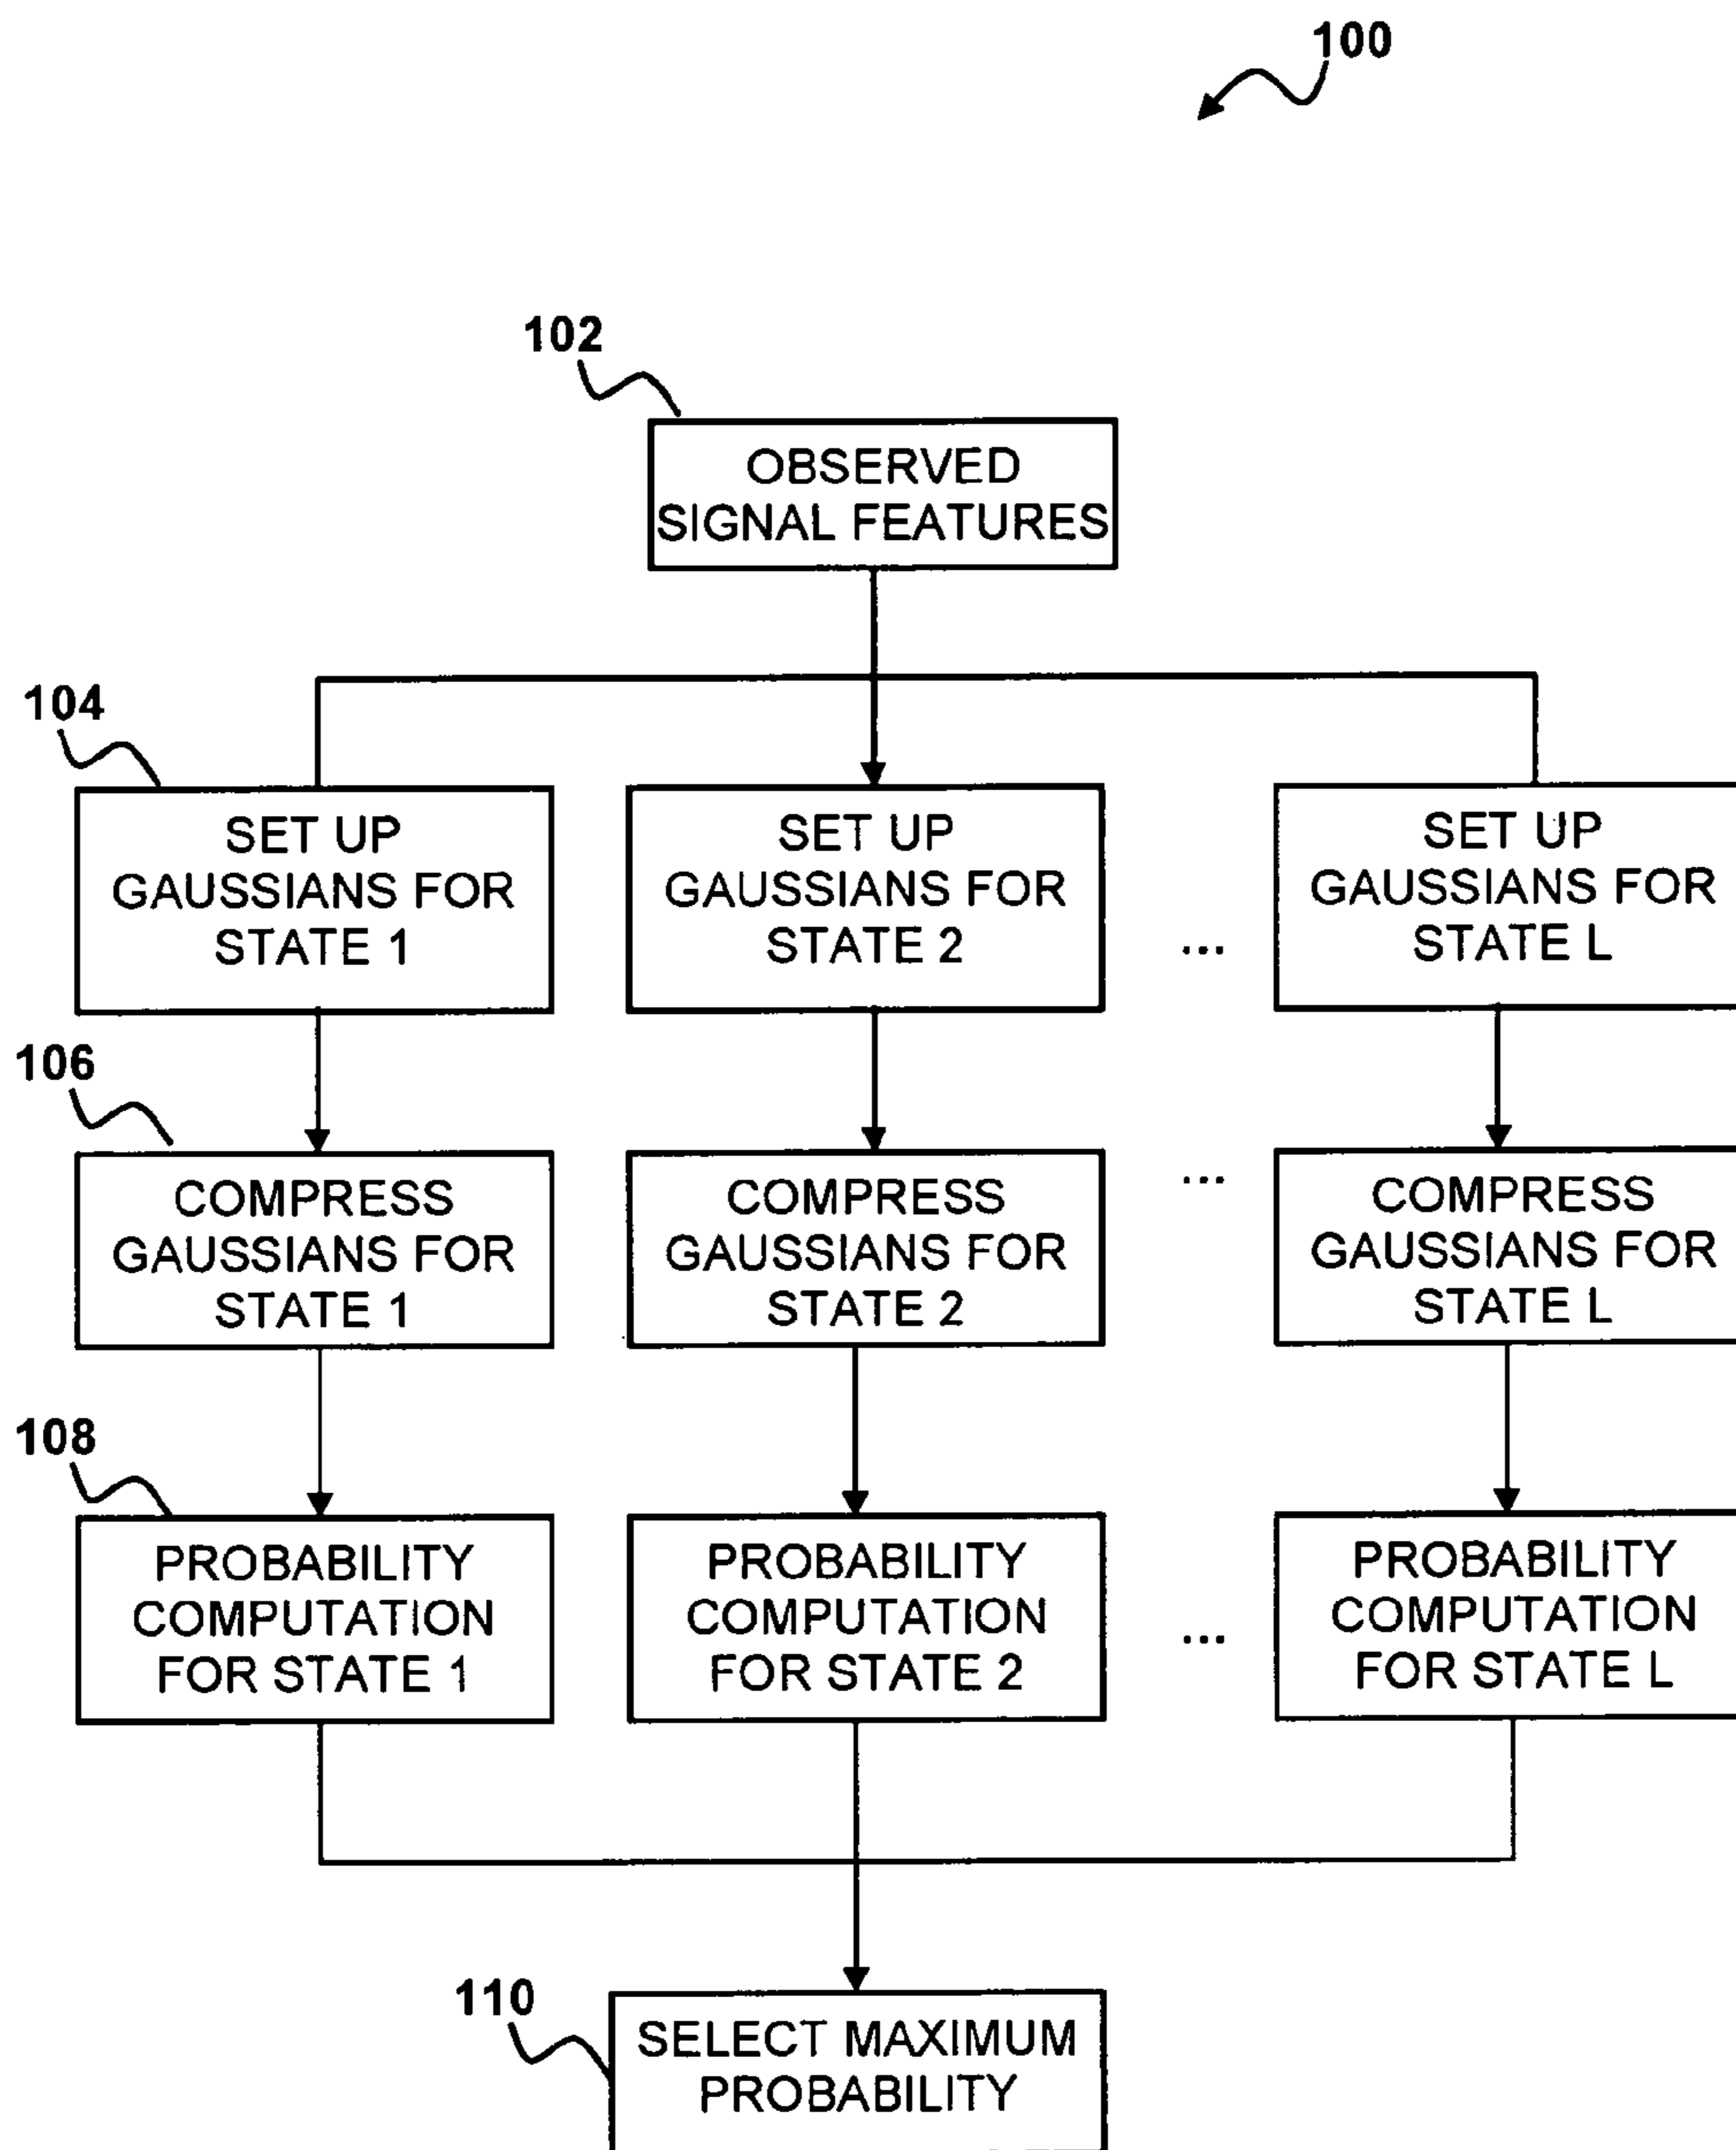 100
102
OBSERVED
SIGNAL FEATURES
104
SET UP
GAUSSIANS FOR
STATE 1
SET UP
GAUSSIANS FOR
STATE 2
...
SET UP
GAUSSIANS FOR
STATE L
106
COMPRESS
GAUSSIANS FOR
STATE 1
COMPRESS
GAUSSIANS FOR
STATE 2
...
COMPRESS
GAUSSIANS FOR
STATE L
108
PROBABILITY
COMPUTATION
FOR STATE 1
PROBABILITY
COMPUTATION
FOR STATE 2
...
PROBABILITY
COMPUTATION
FOR STATE L
110
SELECT MAXIMUM
PROBABILITY